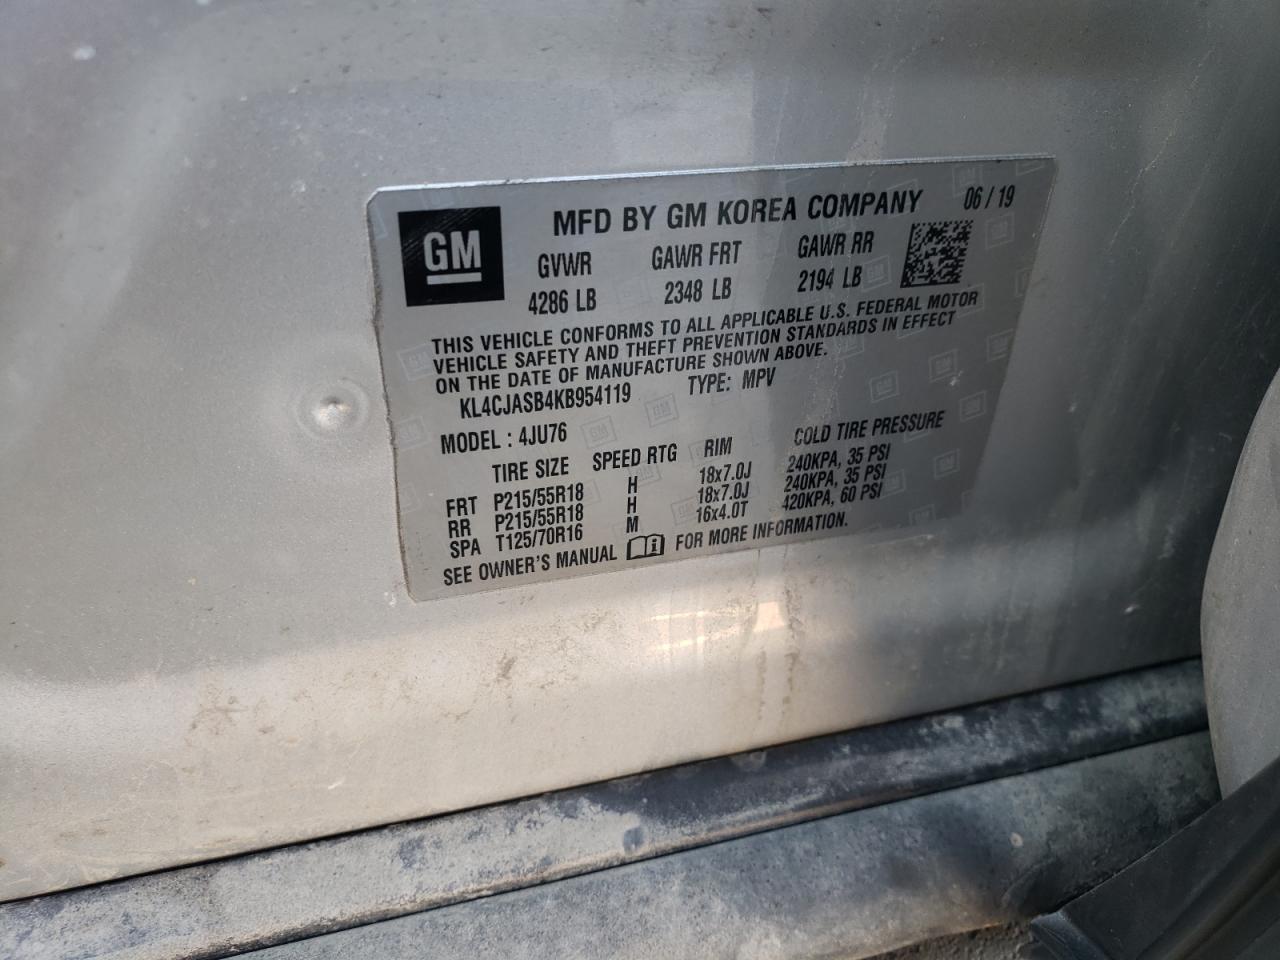 GM
MFD BY GM KOREA COMPANY 06 / 19
GVWR GAWR FRT GAWR RR
4286 LB 2348 LB 2194 LB
THIS VEHICLE CONFORMS TO ALL APPLICABLE U.S. FEDERAL MOTOR
VEHICLE SAFETY AND THEFT PREVENTION STANDARDS IN EFFECT
ON THE DATE OF MANUFACTURE SHOWN ABOVE.
KL4CJASB4KB954119 TYPE: MPV
MODEL : 4JU76
TIRE SIZE SPEED RTG RIM COLD TIRE PRESSURE
FRT P215/55R18 H 18x7.0J 240KPA, 35 PSI
RR P215/55R18 H 18x7.0J 240KPA, 35 PSI
SPA T125/70R16 M 16x4.0T 420KPA, 60 PSI
SEE OWNER'S MANUAL FOR MORE INFORMATION.